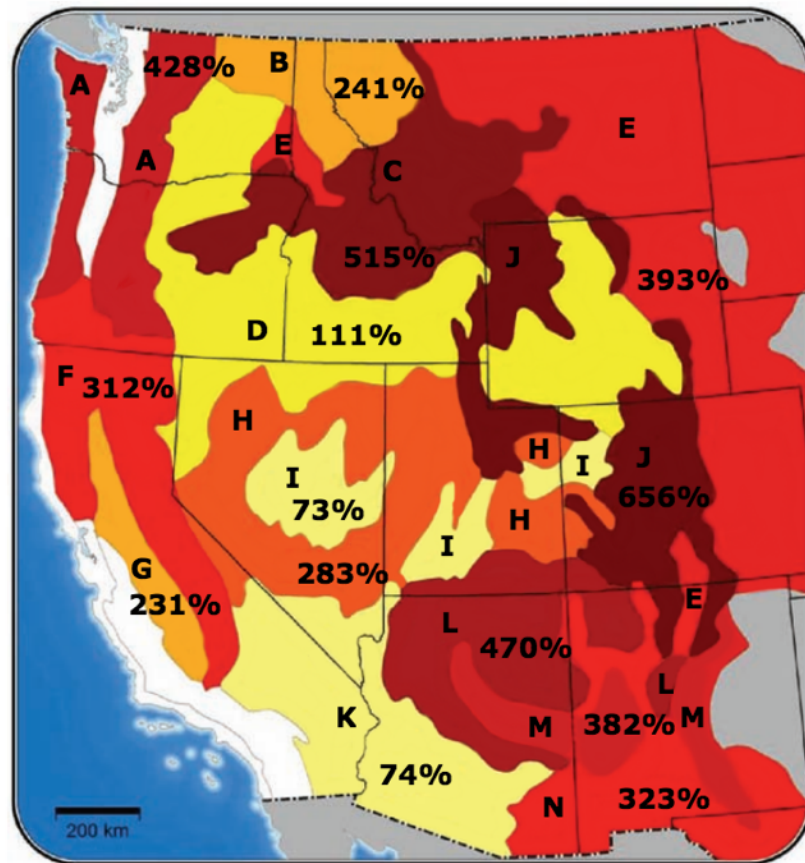 428%
B
A
241%
E
A
E
C
515%
J
393%
D
111%
F 312%
H
H
J
I
I
73%
656%
H
I
G
283%
231%
E
L
470%
L
K
M
382%
M
74%
N
323%
200 km